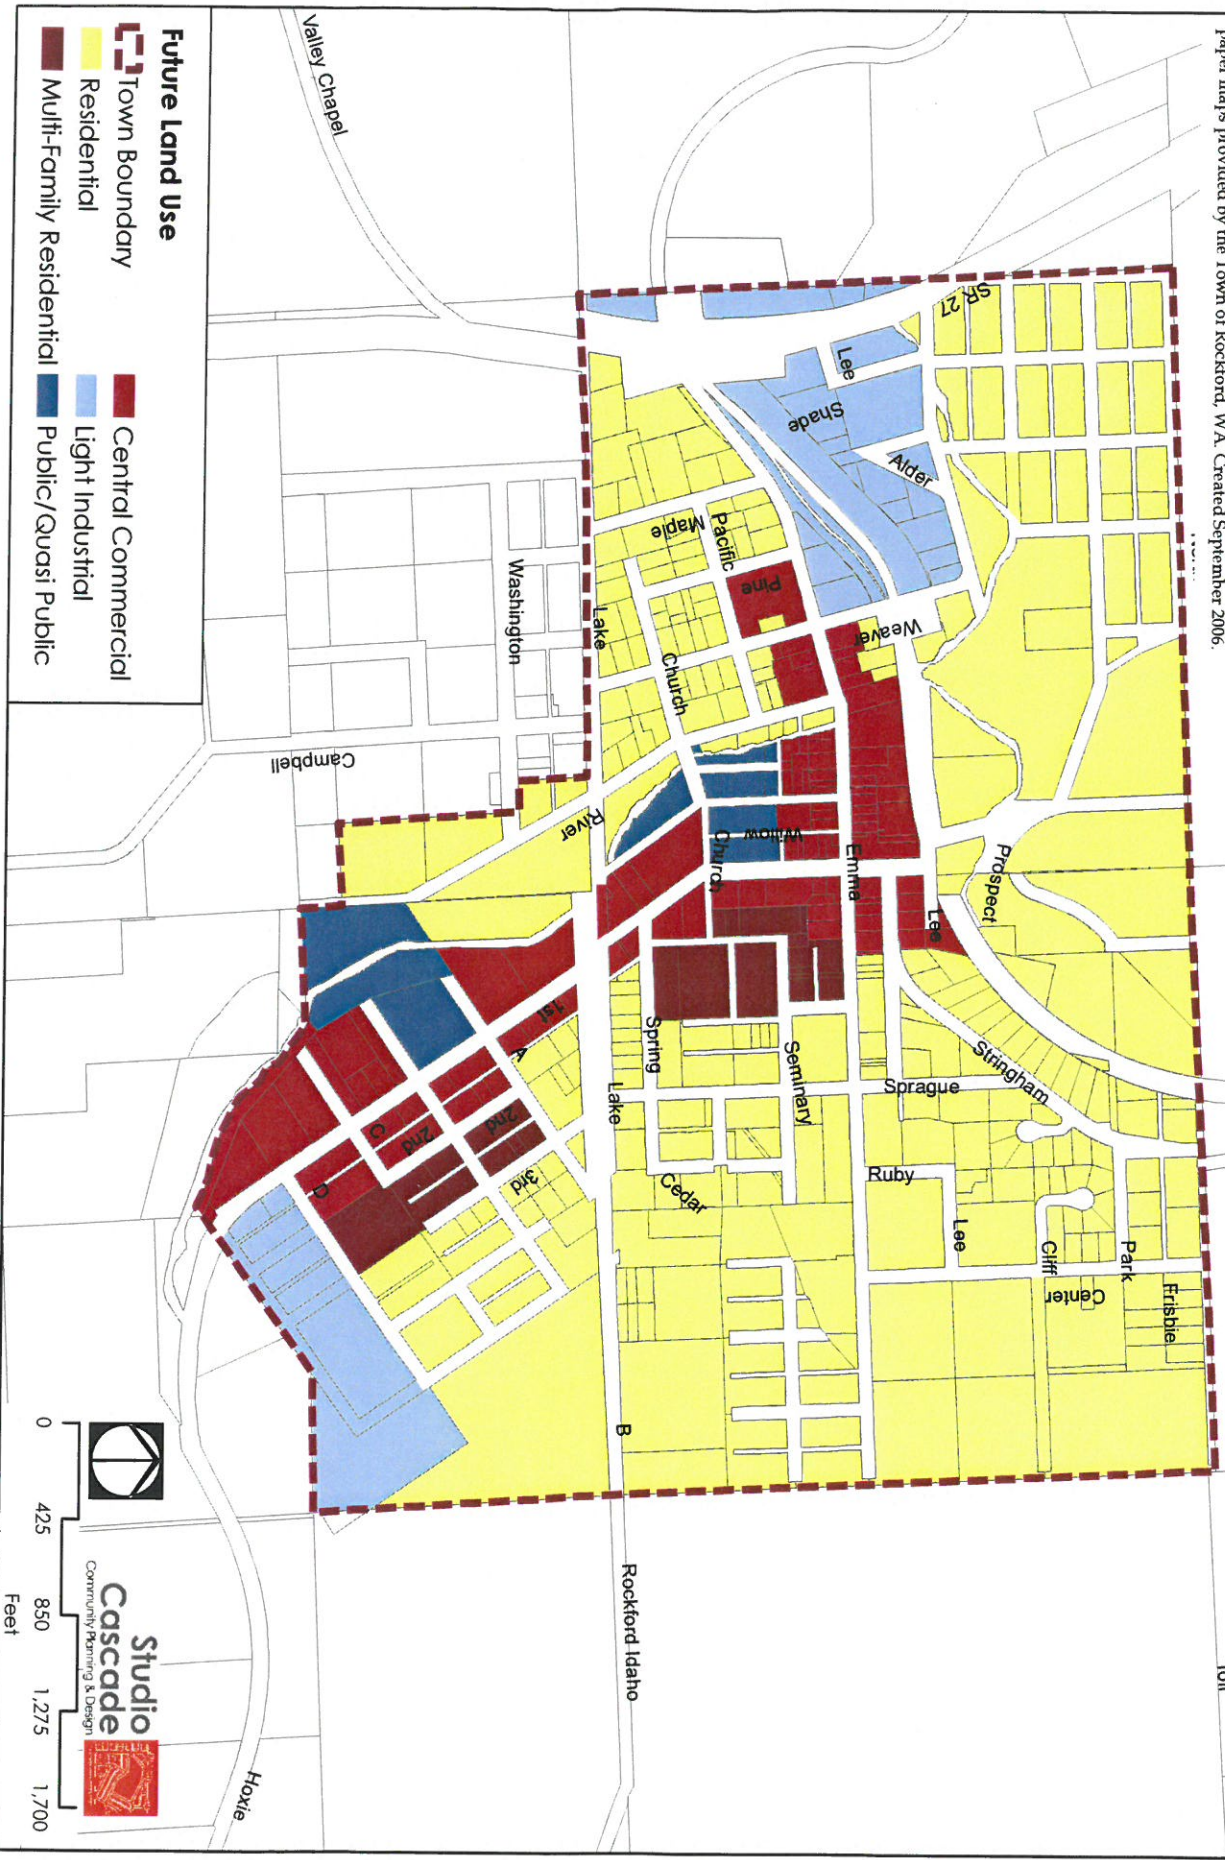 paper maps provided by the Town of Rockford, WA. Created September 2006.
Valley Chapel
SR 27
Lee
Shade
Alder
Maple
Pacific
Pine
Weaver
Washington
Lake
Church
Campbell
River
Willow
Church
Emma
Prospect
Lee
Stringham
1st
A
Spring
Seminary
Sprague
Lake
2nd
2nd
C
D
3rd
Cedar
Ruby
Lee
Cliff
Park
Center
Frisbie
B
Rockford Idaho
Hoxie
Future Land Use
Town Boundary
Residential
Multi-Family Residential
Central Commercial
Light Industrial
Public/Quasi Public
0 425 850 1,275 1,700
Feet
Studio
Cascade
Community Planning & Design